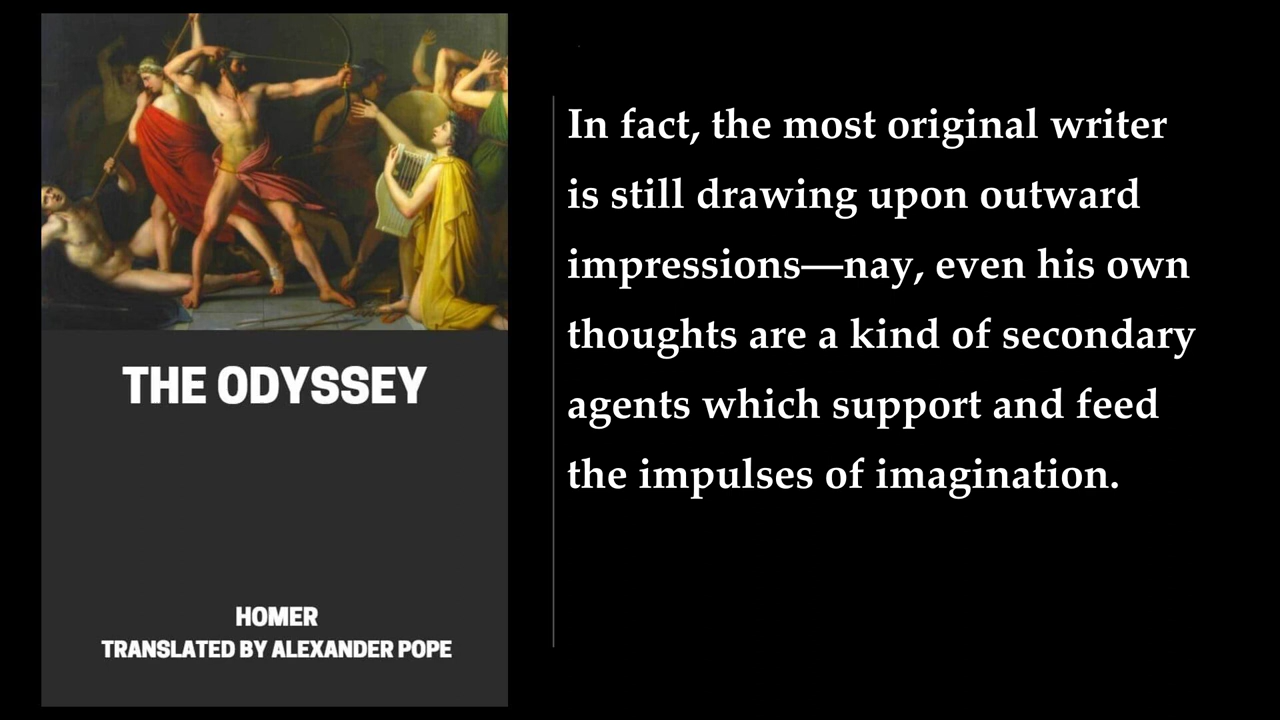 THE ODYSSEY
HOMER
TRANSLATED BY ALEXANDER POPE
In fact, the most original writer
is still drawing upon outward
impressions—nay, even his own
thoughts are a kind of secondary
agents which support and feed
the impulses of imagination.